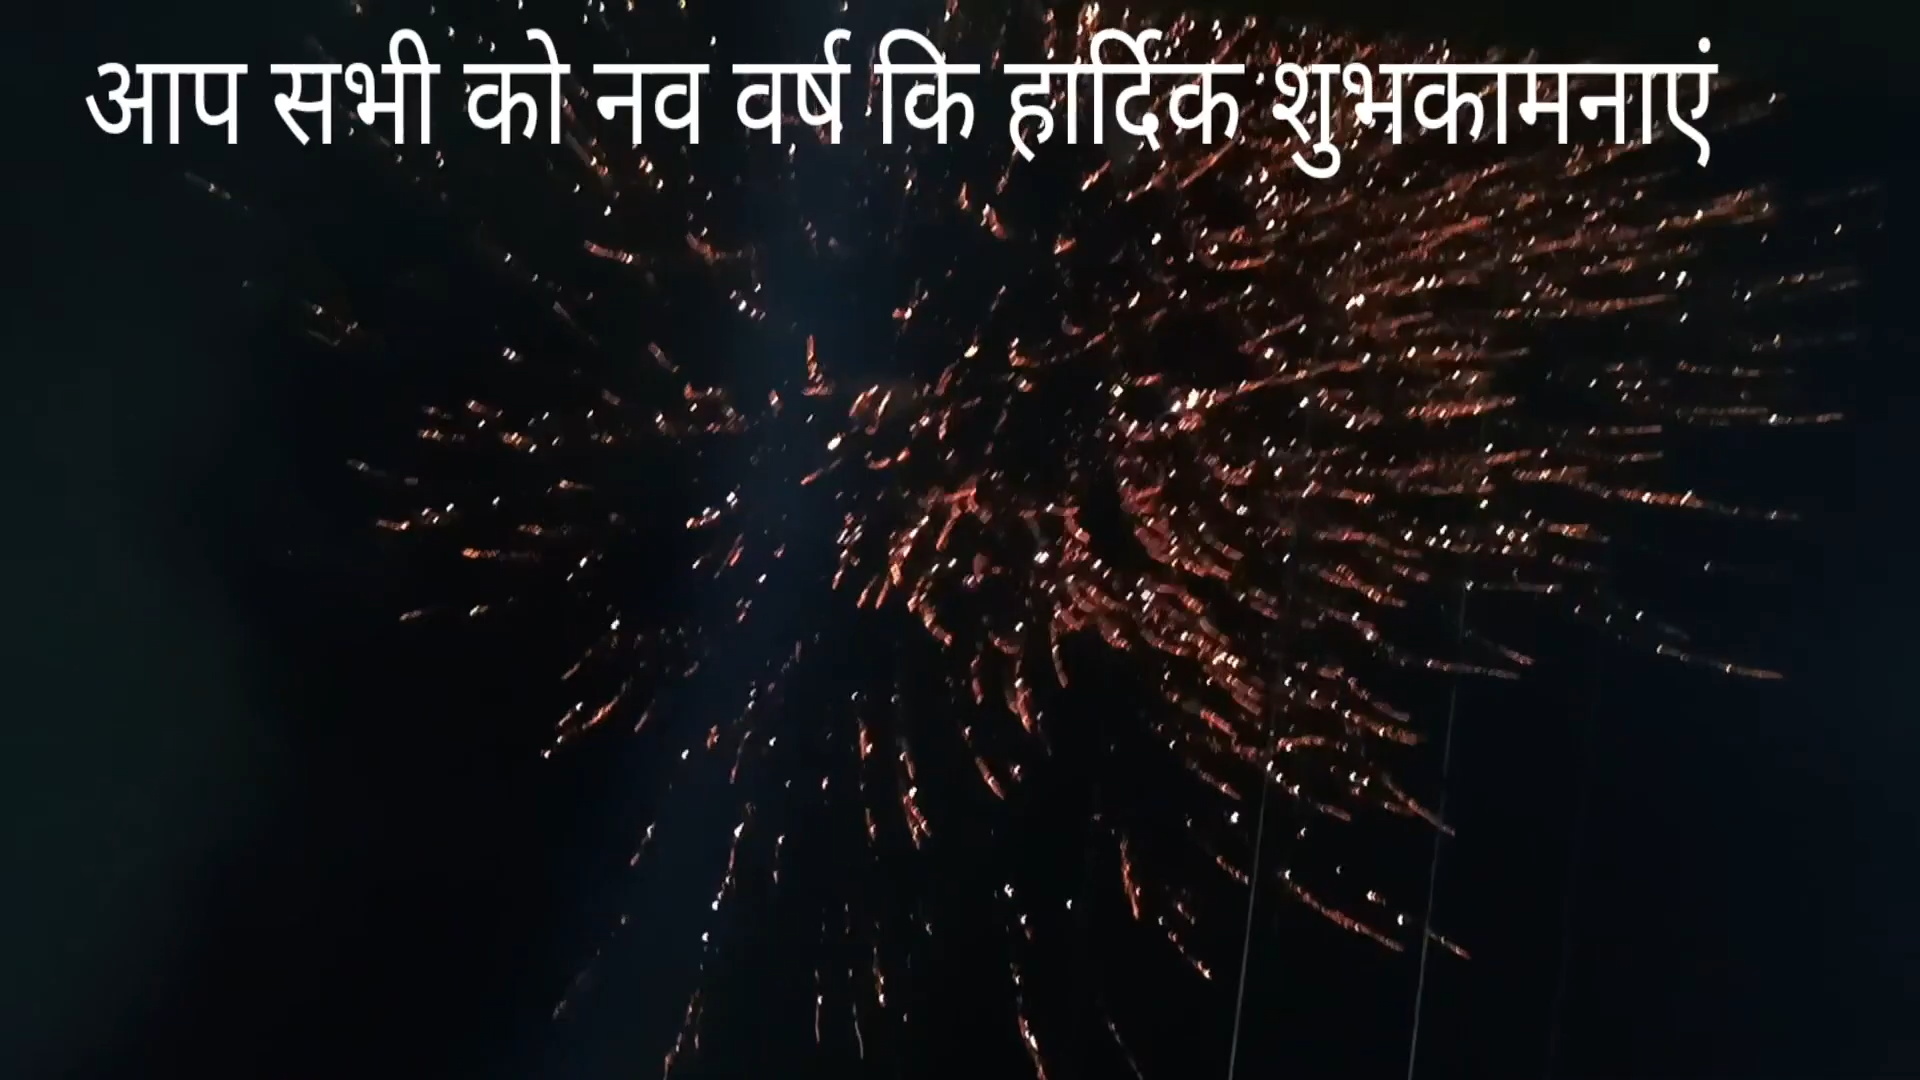 आप सभी को नव वर्ष कि हार्दिक शुभकामनाएं